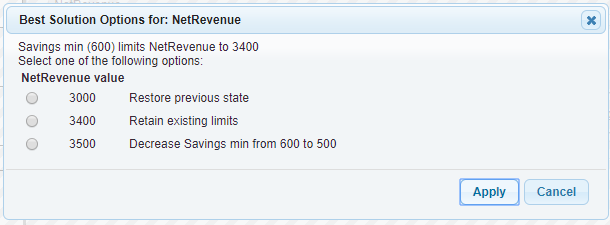 Best Solution Options for: NetRevenue
Savings min (600) limits NetRevenue to 3400
Select one of the following options:
NetRevenue value
3000 Restore previous state
3400 Retain existing limits
3500 Decrease Savings min from 600 to 500
Apply Cancel